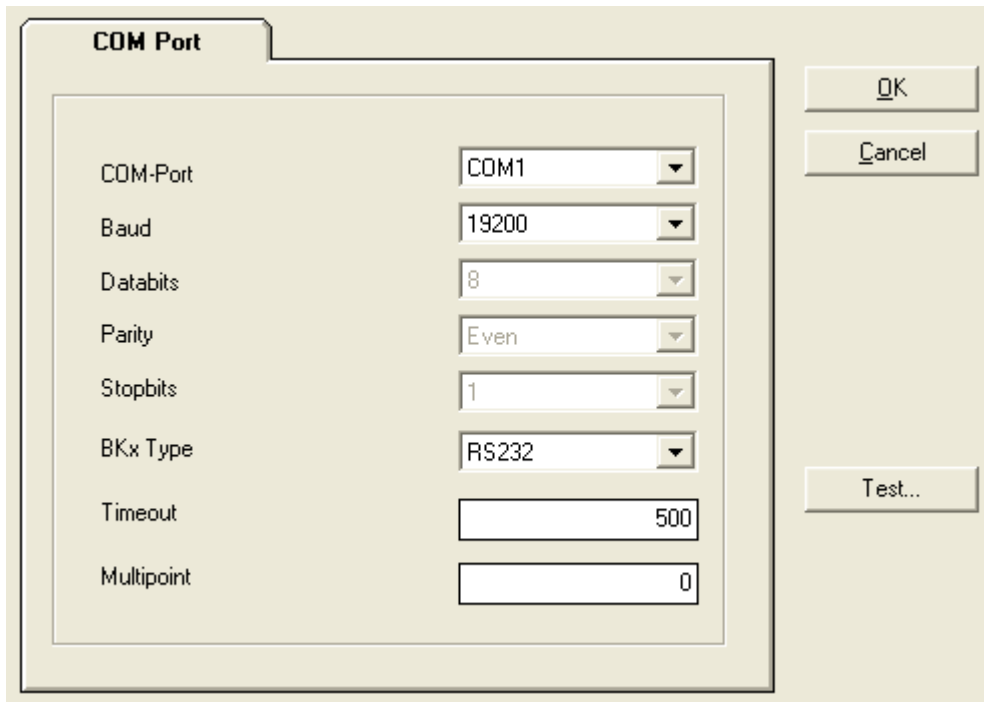 COM Port
OK
Cancel
COM-Port COM1
Baud 19200
Databits 8
Parity Even
Stopbits 1
BKx Type RS232
Timeout 500
Multipoint 0
Test...